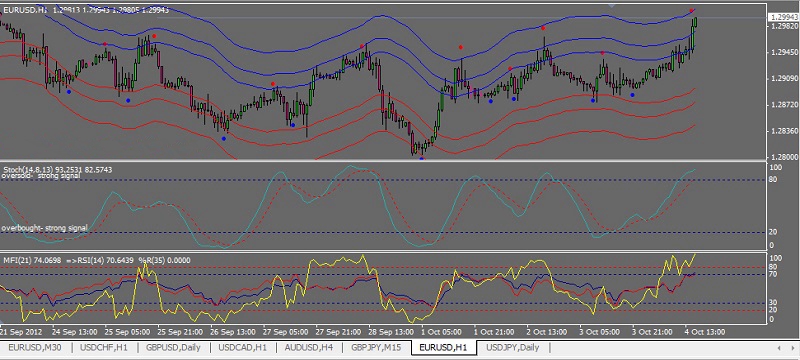 EURUSD,H1 1.29813 1.29943 1.29805 1.29943
1.29943
1.29820
1.29450
1.29090
1.28720
1.28360
1.28000
Stoch(14,8,13) 93.2531 82.5743
oversold- strong signal
100
80
overbought- strong signal
20
0
MFI(21) 74.0698 =>RSI(14) 70.6439 %R(35) 0.0000
100
80
70
30
20
0
21 Sep 2012 24 Sep 13:00 25 Sep 05:00 25 Sep 21:00 26 Sep 13:00 27 Sep 05:00 27 Sep 21:00 28 Sep 13:00 1 Oct 05:00 1 Oct 21:00 2 Oct 13:00 3 Oct 05:00 3 Oct 21:00 4 Oct 13:00
EURUSD,M30 USDCHF,H1 GBPUSD,Daily USDCAD,H1 AUDUSD,H4 GBPJPY,M15 EURUSD,H1 USDJPY,Daily